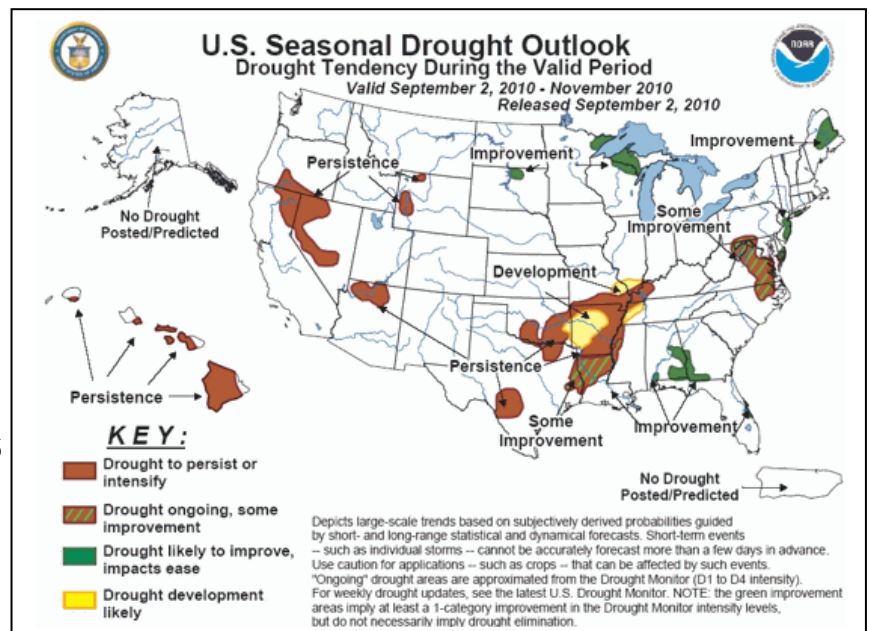 U.S. Seasonal Drought Outlook
Drought Tendency During the Valid Period
Valid September 2, 2010 - November 2010
Released September 2, 2010
NOAA
Improvement
Improvement
Persistence
No Drought
Posted/Predicted
Some
Improvement
Development
Persistence
Persistence
Some
Improvement
Improvement
No Drought
Posted/Predicted
KEY:
Drought to persist or
intensify
Drought ongoing, some
improvement
Drought likely to improve,
impacts ease
Drought development
likely
Depicts large-scale trends based on subjectively derived probabilities guided
by short- and long-range statistical and dynamical forecasts. Short-term events
-- such as individual storms -- cannot be accurately forecast more than a few days in advance.
Use caution for applications -- such as crops -- that can be affected by such events.
"Ongoing" drought areas are approximated from the Drought Monitor (D1 to D4 intensity).
For weekly drought updates, see the latest U.S. Drought Monitor. NOTE: the green improvement
areas imply at least a 1-category improvement in the Drought Monitor intensity levels,
but do not necessarily imply drought elimination.